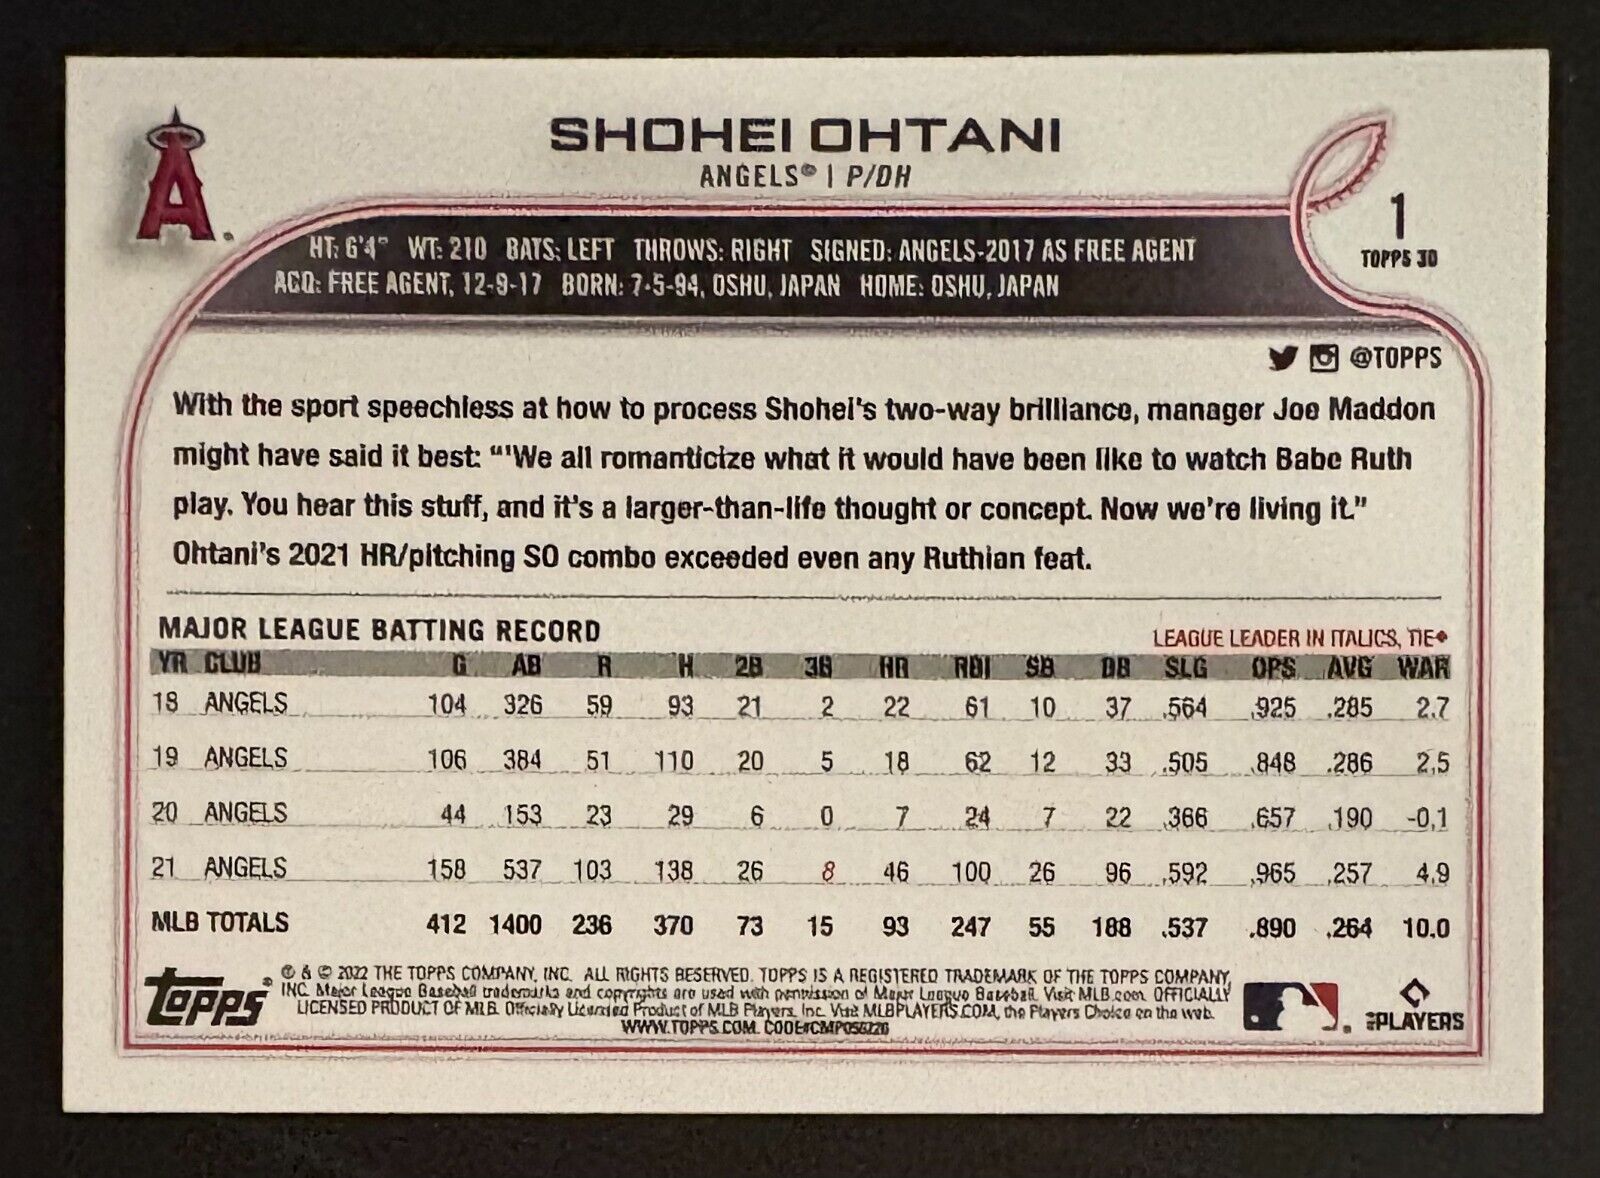 A
SHOHEI OHTANI
ANGELS® | P/DH
1
TOPPS 3D
HT: 6'4" WT: 210 BATS: LEFT THROWS: RIGHT SIGNED: ANGELS-2017 AS FREE AGENT
ACQ: FREE AGENT, 12-9-17 BORN: 7-5-94, OSHU, JAPAN HOME: OSHU, JAPAN
@TOPPS
With the sport speechless at how to process Shohei's two-way brilliance, manager Joe Maddon
might have said it best: "'We all romanticize what it would have been like to watch Babe Ruth
play. You hear this stuff, and it's a larger-than-life thought or concept. Now we're living it."
Ohtani's 2021 HR/pitching SO combo exceeded even any Ruthian feat.
MAJOR LEAGUE BATTING RECORD
LEAGUE LEADER IN ITALICS, TIE♦
YR CLUB G AB R H 2B 3B HR RBI SB BB SLG OPS AVG WAR
18 ANGELS 104 326 59 93 21 2 22 61 10 37 .564 .925 .285 2.7
19 ANGELS 106 384 51 110 20 5 18 62 12 33 .505 .848 .286 2.5
20 ANGELS 44 153 23 29 6 0 7 24 7 22 .366 .657 .190 -0.1
21 ANGELS 158 537 103 138 26 8 46 100 26 96 .592 .965 .257 4.9
MLB TOTALS 412 1400 236 370 73 15 93 247 55 188 .537 .890 .264 10.0
Topps®
® & © 2022 THE TOPPS COMPANY, INC. ALL RIGHTS RESERVED. TOPPS IS A REGISTERED TRADEMARK OF THE TOPPS COMPANY,
INC. Major League Baseball trademarks and copyrights are used with permission of Major League Baseball. Visit MLB.com. OFFICIALLY
LICENSED PRODUCT OF MLB. Officially Licensed Product of MLB Players, Inc. Visit MLBPLAYERS.COM, the Players Choice on the web.
WWW.TOPPS.COM. CODE#CMP055226
PLAYERS